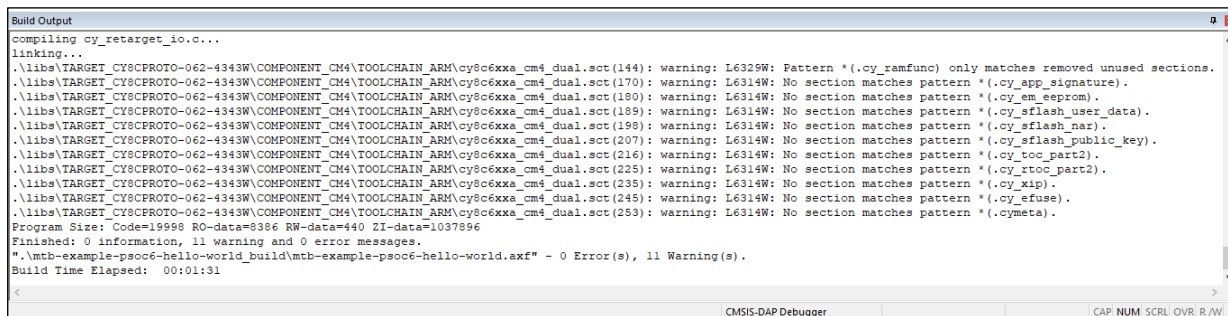 Build Output
compiling cy_retarget_io.c...
linking...
.\libs\TARGET_CY8CPROTO-062-4343W\COMPONENT_CM4\TOOLCHAIN_ARM\cy8c6xxa_cm4_dual.sct(144): warning: L6329W: Pattern *(.cy_ramfunc) only matches removed unused sections.
.\libs\TARGET_CY8CPROTO-062-4343W\COMPONENT_CM4\TOOLCHAIN_ARM\cy8c6xxa_cm4_dual.sct(170): warning: L6314W: No section matches pattern *(.cy_app_signature).
.\libs\TARGET_CY8CPROTO-062-4343W\COMPONENT_CM4\TOOLCHAIN_ARM\cy8c6xxa_cm4_dual.sct(180): warning: L6314W: No section matches pattern *(.cy_em_eeprom).
.\libs\TARGET_CY8CPROTO-062-4343W\COMPONENT_CM4\TOOLCHAIN_ARM\cy8c6xxa_cm4_dual.sct(189): warning: L6314W: No section matches pattern *(.cy_sflash_user_data).
.\libs\TARGET_CY8CPROTO-062-4343W\COMPONENT_CM4\TOOLCHAIN_ARM\cy8c6xxa_cm4_dual.sct(198): warning: L6314W: No section matches pattern *(.cy_sflash_nar).
.\libs\TARGET_CY8CPROTO-062-4343W\COMPONENT_CM4\TOOLCHAIN_ARM\cy8c6xxa_cm4_dual.sct(207): warning: L6314W: No section matches pattern *(.cy_sflash_public_key).
.\libs\TARGET_CY8CPROTO-062-4343W\COMPONENT_CM4\TOOLCHAIN_ARM\cy8c6xxa_cm4_dual.sct(216): warning: L6314W: No section matches pattern *(.cy_toc_part2).
.\libs\TARGET_CY8CPROTO-062-4343W\COMPONENT_CM4\TOOLCHAIN_ARM\cy8c6xxa_cm4_dual.sct(225): warning: L6314W: No section matches pattern *(.cy_rtoc_part2).
.\libs\TARGET_CY8CPROTO-062-4343W\COMPONENT_CM4\TOOLCHAIN_ARM\cy8c6xxa_cm4_dual.sct(235): warning: L6314W: No section matches pattern *(.cy_xip).
.\libs\TARGET_CY8CPROTO-062-4343W\COMPONENT_CM4\TOOLCHAIN_ARM\cy8c6xxa_cm4_dual.sct(245): warning: L6314W: No section matches pattern *(.cy_efuse).
.\libs\TARGET_CY8CPROTO-062-4343W\COMPONENT_CM4\TOOLCHAIN_ARM\cy8c6xxa_cm4_dual.sct(253): warning: L6314W: No section matches pattern *(.cymeta).
Program Size: Code=19998 RO-data=8386 RW-data=440 ZI-data=1037896
Finished: 0 information, 11 warning and 0 error messages.
".\mtb-example-psoc6-hello-world_build\mtb-example-psoc6-hello-world.axf" - 0 Error(s), 11 Warning(s).
Build Time Elapsed:  00:01:31
CMSIS-DAP Debugger CAP NUM SCRL OVR R/W